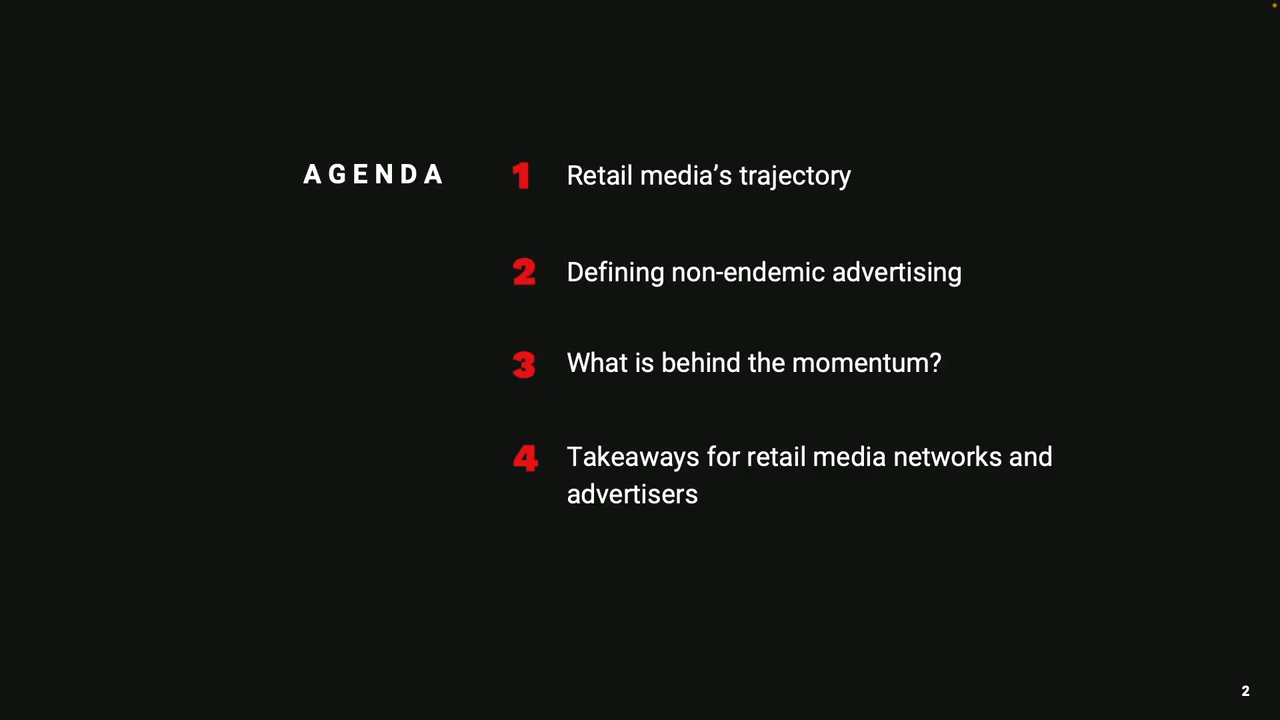 AGENDA
1 Retail media’s trajectory
2 Defining non-endemic advertising
3 What is behind the momentum?
4 Takeaways for retail media networks and
advertisers
2